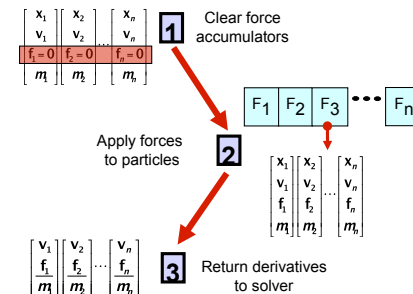 x₁ x₂ ... xₙ
v₁ v₂ vₙ
f₁ = 0 f₂ = 0 fₙ = 0
m₁ m₂ mₙ
1
Clear force
accumulators
F₁ F₂ F₃ ••• Fₙ
Apply forces
to particles
2
x₁ x₂ ... xₙ
v₁ v₂ vₙ
f₁ f₂ fₙ
m₁ m₂ mₙ
v₁ v₂ ... vₙ
f₁ f₂ fₙ
m₁ m₂ mₙ
3
Return derivatives
to solver